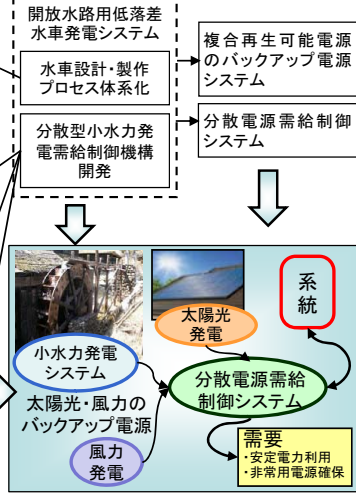 開放水路用低落差
水車発電システム
水車設計・製作
プロセス体系化
分散型小水力発
電需給制御機構
開発
複合再生可能電源
のバックアップ電源
システム
分散電源需給制御
システム
系
統
太陽光
発電
小水力発電
システム
分散電源需給
制御システム
太陽光・風力の
バックアップ電源
風力
発電
需要
・安定電力利用
・非常用電源確保